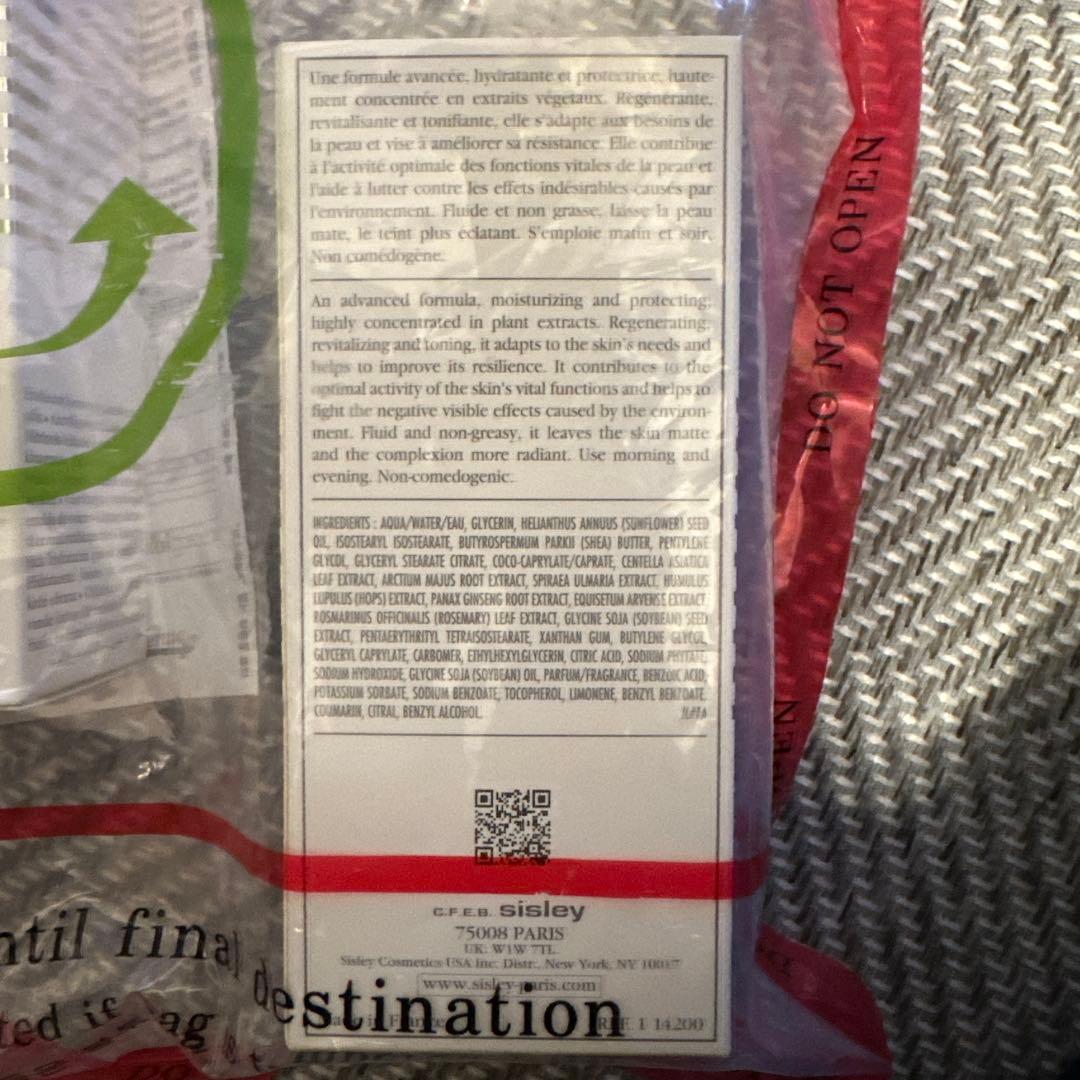 Une formule avancée, hydratante et protectrice, haute-
ment concentrée en extraits végétaux. Régénérante,
revitalisante et tonifiante, elle s'adapte aux besoins de
la peau et vise à améliorer sa résistance. Elle contribue
à l'activité optimale des fonctions vitales de la peau et
l'aide à lutter contre les effets indésirables causés par
l'environnement. Fluide et non grasse, laisse la peau
mate, le teint plus éclatant. S'emploie matin et soir.
Non comédogène.
An advanced formula, moisturizing and protecting,
highly concentrated in plant extracts. Regenerating,
revitalizing and toning, it adapts to the skin's needs and
helps to improve its resilience. It contributes to the
optimal activity of the skin's vital functions and helps to
fight the negative visible effects caused by the environ-
ment. Fluid and non-greasy, it leaves the skin matte
and the complexion more radiant. Use morning and
evening. Non-comedogenic.
INGREDIENTS : AQUA/WATER/EAU, GLYCERIN, HELIANTHUS ANNUUS (SUNFLOWER) SEED
OIL, ISOSTEARYL ISOSTEARATE, BUTYROSPERMUM PARKII (SHEA) BUTTER, PENTYLENE
GLYCOL, GLYCERYL STEARATE CITRATE, COCO-CAPRYLATE/CAPRATE, CENTELLA ASIATICA
LEAF EXTRACT, ARCTIUM MAJUS ROOT EXTRACT, SPIRAEA ULMARIA EXTRACT, HUMULUS
LUPULUS (HOPS) EXTRACT, PANAX GINSENG ROOT EXTRACT, EQUISETUM ARVENSE EXTRACT,
ROSMARINUS OFFICINALIS (ROSEMARY) LEAF EXTRACT, GLYCINE SOJA (SOYBEAN) SEED
EXTRACT, PENTAERYTHRITYL TETRAISOSTEARATE, XANTHAN GUM, BUTYLENE GLYCOL,
GLYCERYL CAPRYLATE, CARBOMER, ETHYLHEXYLGLYCERIN, CITRIC ACID, SODIUM PHYTATE,
SODIUM HYDROXIDE, GLYCINE SOJA (SOYBEAN) OIL, PARFUM/FRAGRANCE, BENZOIC ACID,
POTASSIUM SORBATE, SODIUM BENZOATE, TOCOPHEROL, LIMONENE, BENZYL BENZOATE,
COUMARIN, CITRAL, BENZYL ALCOHOL.
C.F.E.B. sisley
75008 PARIS
UK: W1W 7TL
Sisley Cosmetics USA Inc. Distr., New York, NY
www.sisley-paris.com
REF. 1 14200
DO NOT OPEN
final destination